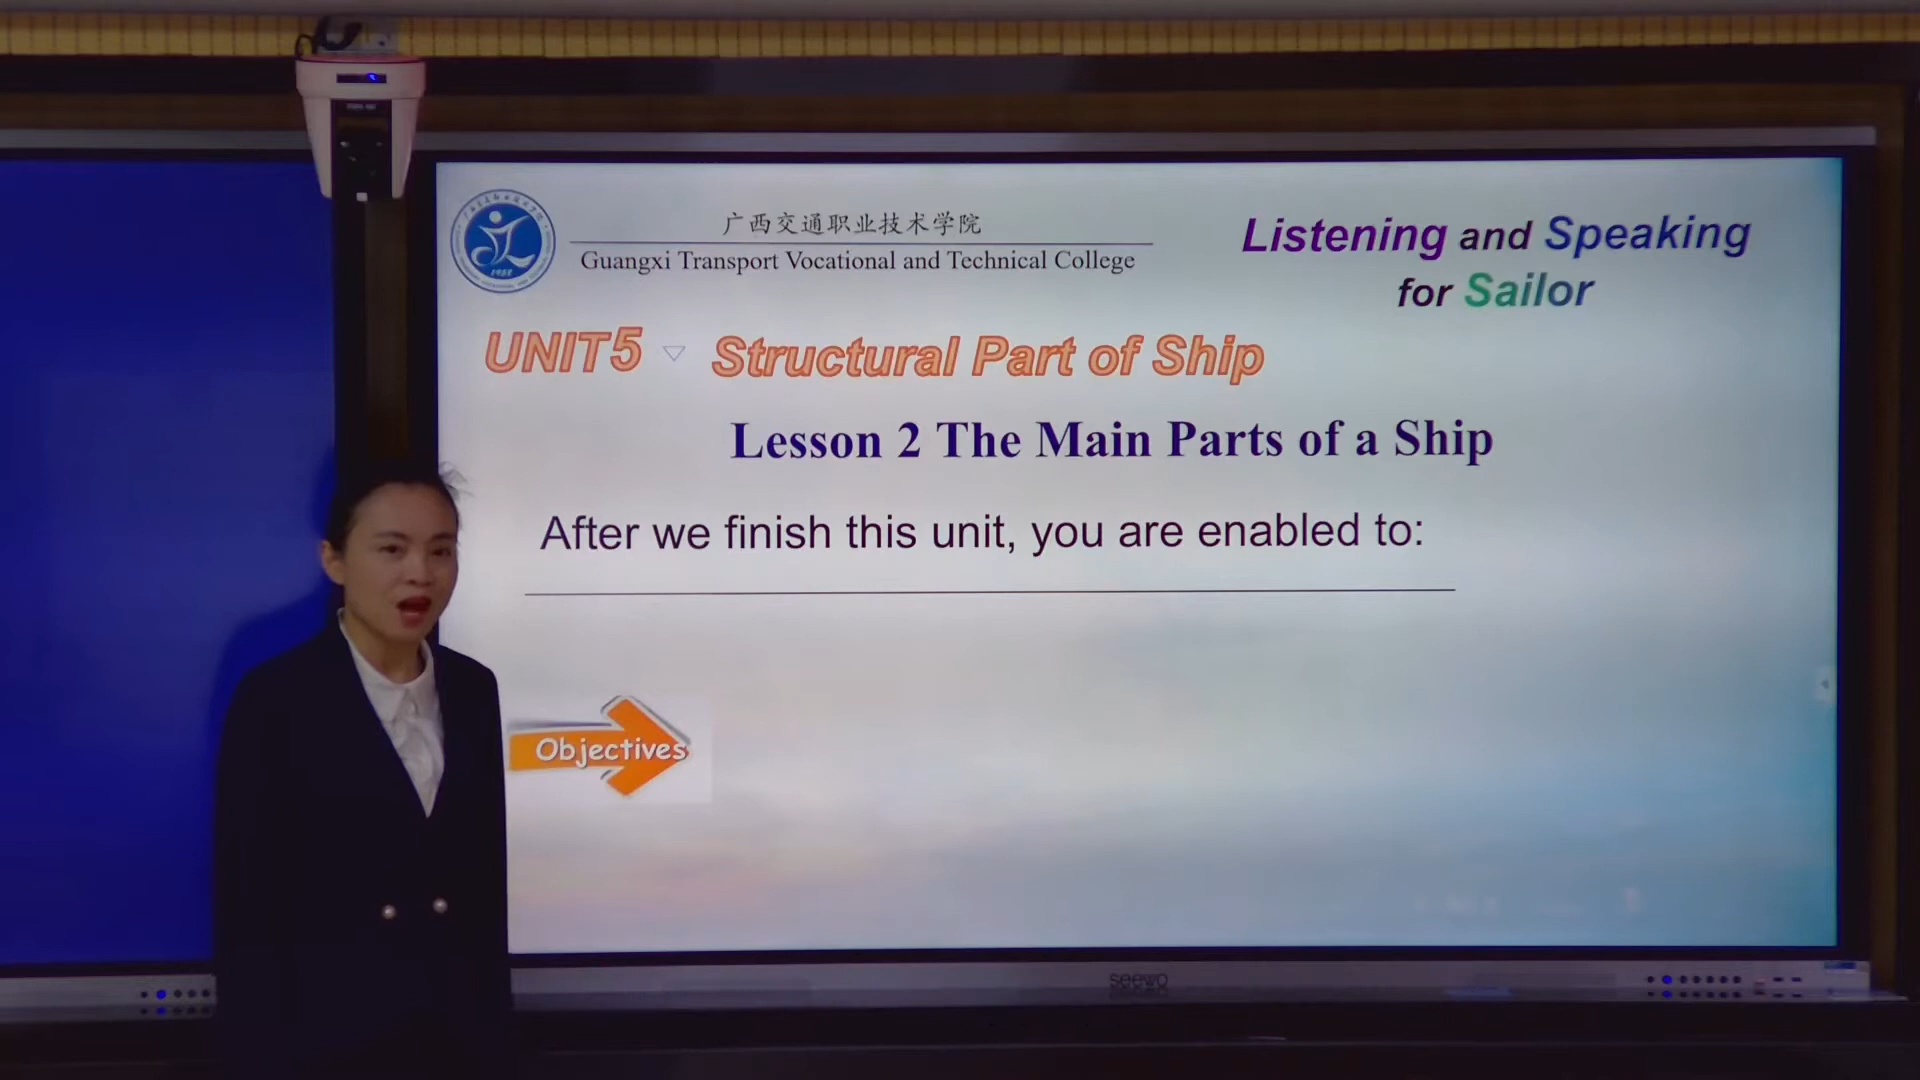 广西交通职业技术学院
Guangxi Transport Vocational and Technical College
1952
Listening and Speaking
for Sailor
UNIT5 Structural Part of Ship
Lesson 2 The Main Parts of a Ship
After we finish this unit, you are enabled to:
Objectives
seewo